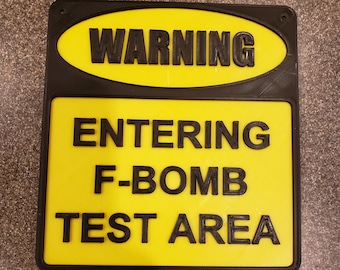 WARNING
ENTERING
F-BOMB
TEST AREA